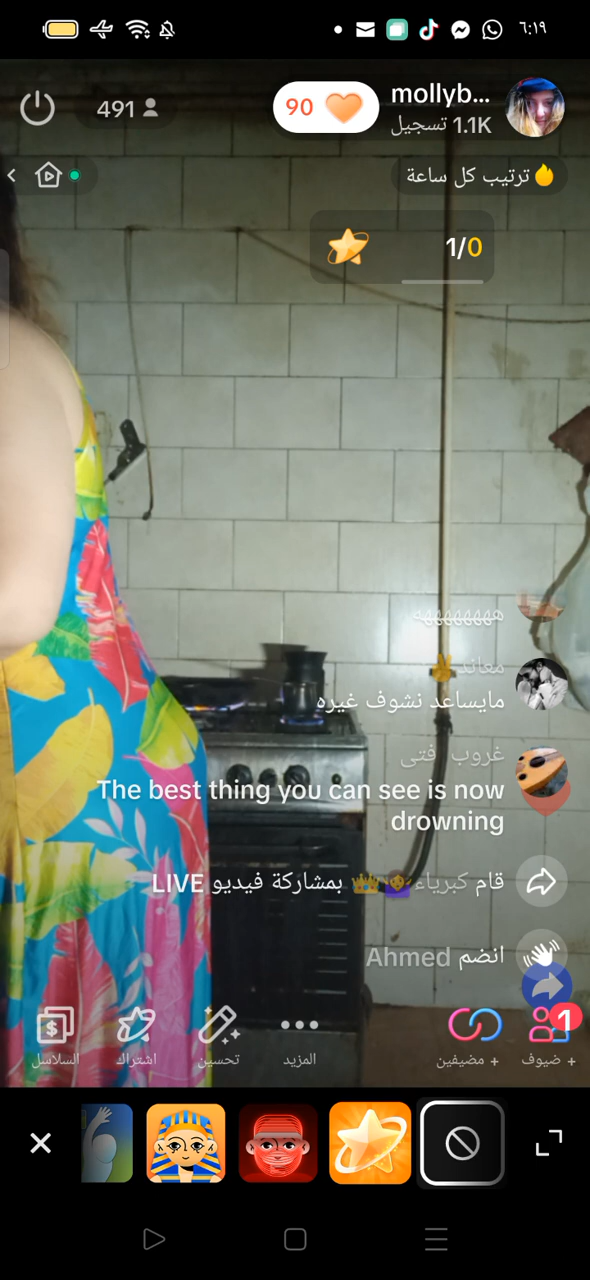 ٦:١٩
491
90
mollyb...
1.1K تسجيل
ترتيب كل ساعة
1/0
ههههههههه
معاند
مايساعد نشوف غيره
غروب فتى
The best thing you can see is now
drowning
قام كبرياء بمشاركة فيديو LIVE
انضم Ahmed
1
+ ضيوف
+ مضيفين
المزيد
تحسين
اشتراك
السلاسل